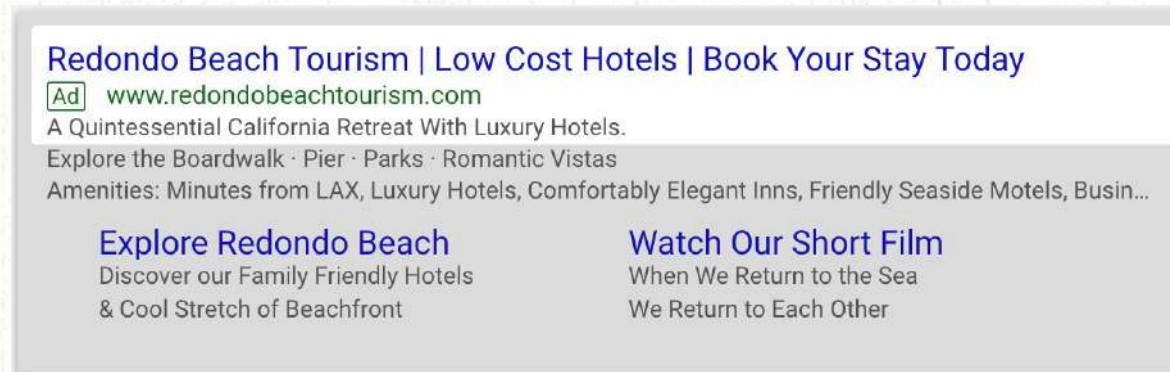 Redondo Beach Tourism | Low Cost Hotels | Book Your Stay Today
Ad www.redondobeachtourism.com
A Quintessential California Retreat With Luxury Hotels.
Explore the Boardwalk · Pier · Parks · Romantic Vistas
Amenities: Minutes from LAX, Luxury Hotels, Comfortably Elegant Inns, Friendly Seaside Motels, Busin...
Explore Redondo Beach
Discover our Family Friendly Hotels
& Cool Stretch of Beachfront
Watch Our Short Film
When We Return to the Sea
We Return to Each Other